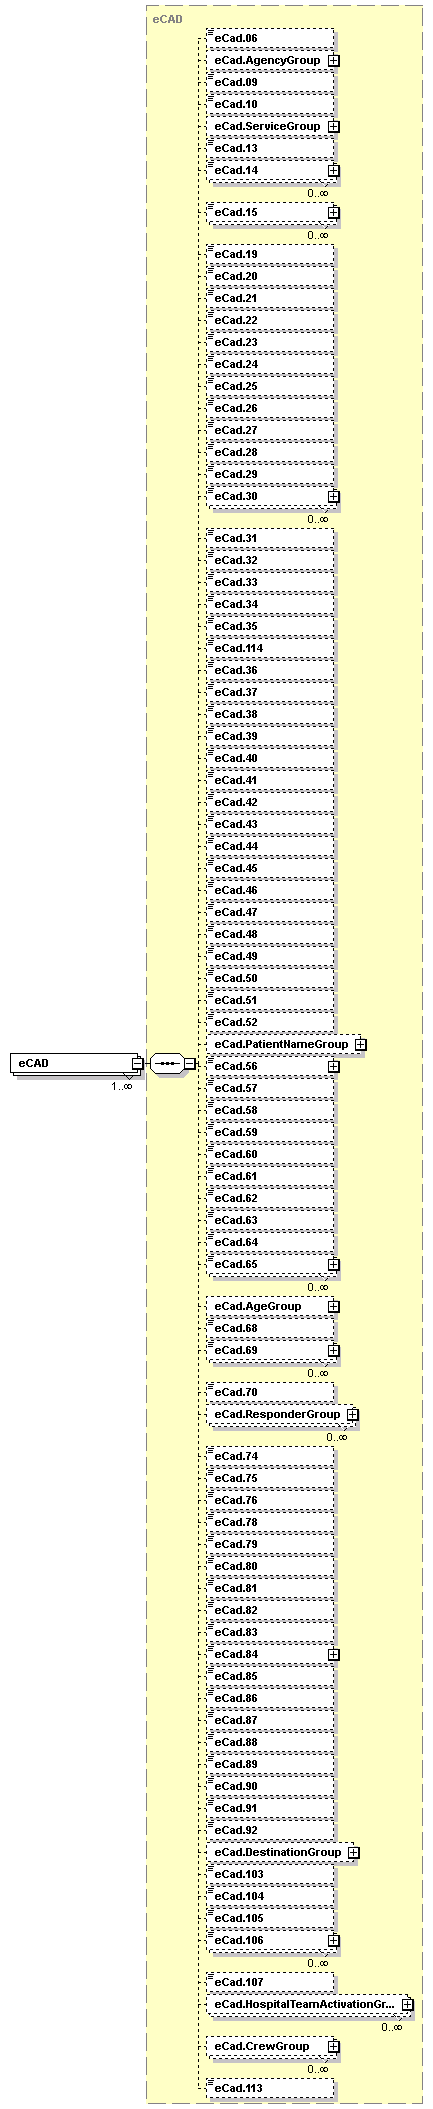 eCAD
eCad.06
eCad.AgencyGroup
eCad.09
eCad.10
eCad.ServiceGroup
eCad.13
eCad.14
0..∞
eCad.15
0..∞
eCad.19
eCad.20
eCad.21
eCad.22
eCad.23
eCad.24
eCad.25
eCad.26
eCad.27
eCad.28
eCad.29
eCad.30
0..∞
eCad.31
eCad.32
eCad.33
eCad.34
eCad.35
eCad.114
eCad.36
eCad.37
eCad.38
eCad.39
eCad.40
eCad.41
eCad.42
eCad.43
eCad.44
eCad.45
eCad.46
eCad.47
eCad.48
eCad.49
eCad.50
eCad.51
eCad.52
eCad.PatientNameGroup
eCAD
1..∞
eCad.56
eCad.57
eCad.58
eCad.59
eCad.60
eCad.61
eCad.62
eCad.63
eCad.64
eCad.65
0..∞
eCad.AgeGroup
eCad.68
eCad.69
0..∞
eCad.70
eCad.ResponderGroup
0..∞
eCad.74
eCad.75
eCad.76
eCad.78
eCad.79
eCad.80
eCad.81
eCad.82
eCad.83
eCad.84
eCad.85
eCad.86
eCad.87
eCad.88
eCad.89
eCad.90
eCad.91
eCad.92
eCad.DestinationGroup
eCad.103
eCad.104
eCad.105
eCad.106
0..∞
eCad.107
eCad.HospitalTeamActivationGr...
0..∞
eCad.CrewGroup
0..∞
eCad.113